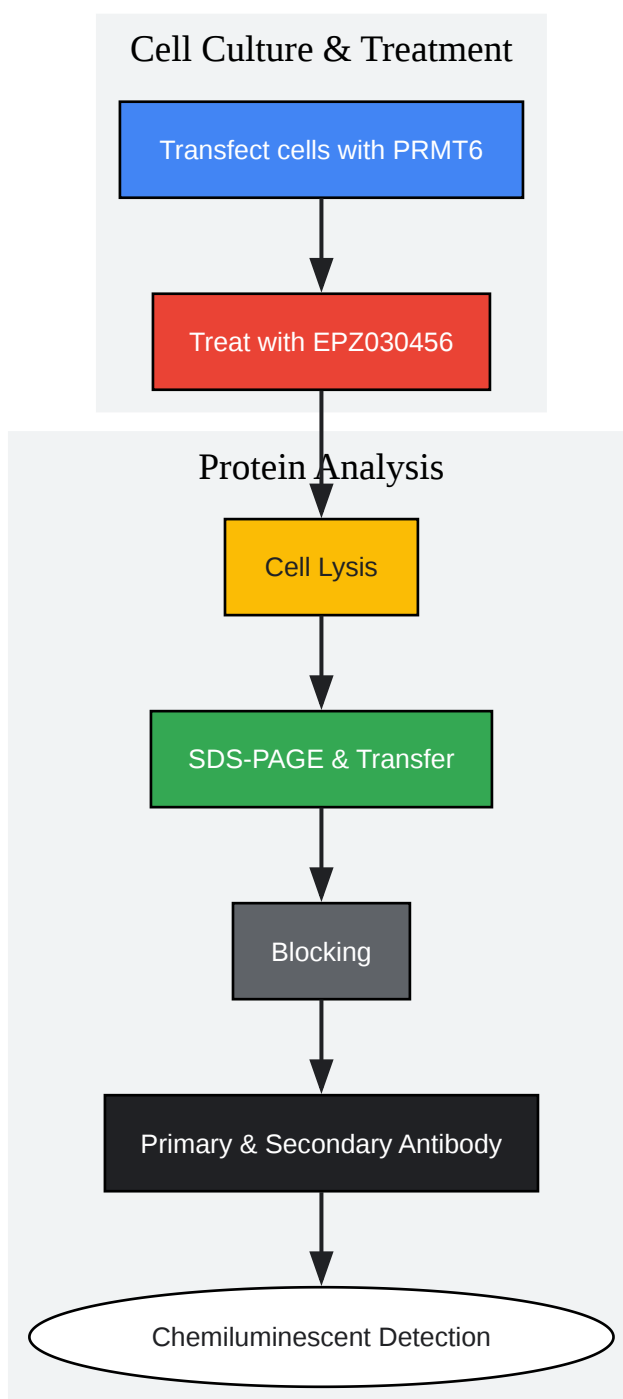 Cell Culture & Treatment
Transfect cells with PRMT6
Treat with EPZ030456
Protein Analysis
Cell Lysis
SDS-PAGE & Transfer
Blocking
Primary & Secondary Antibody
Chemiluminescent Detection